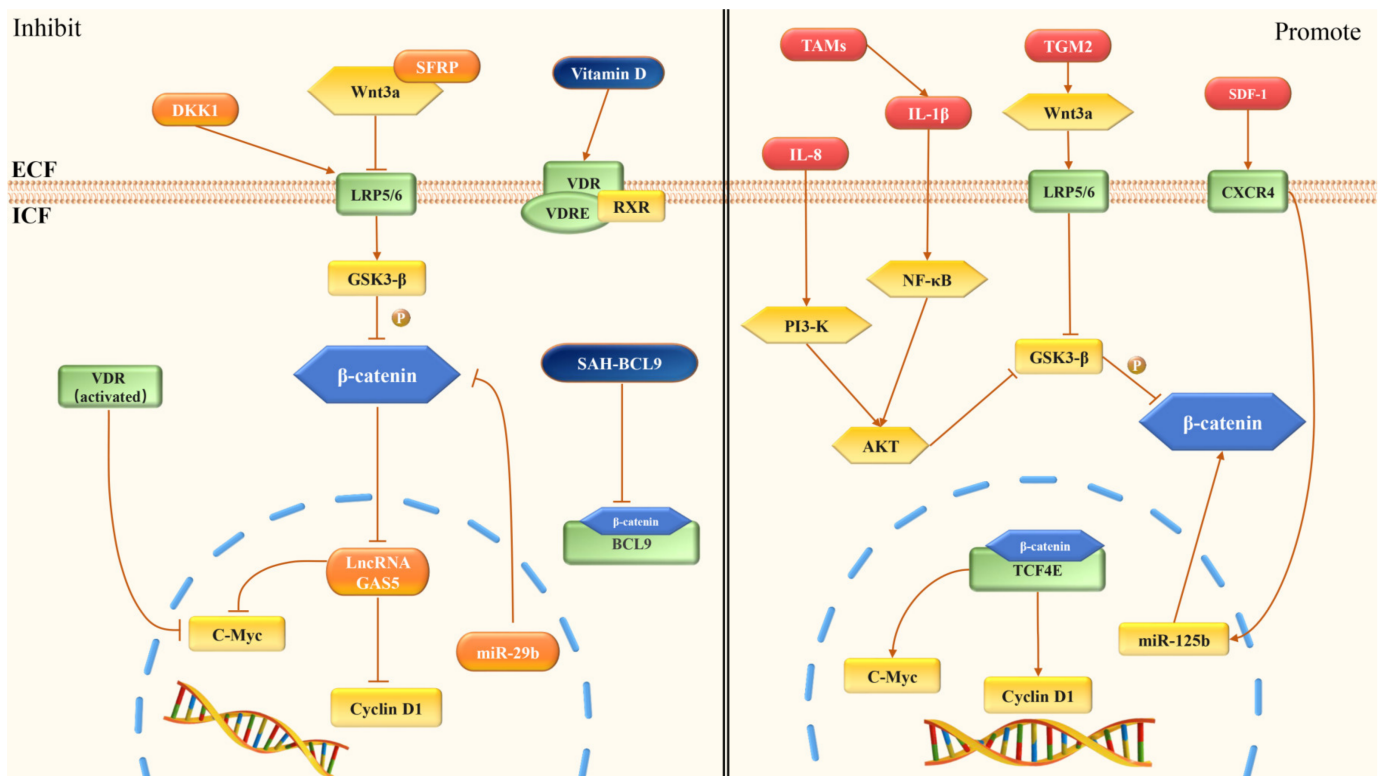 Inhibit
SFRP
Wnt3a
DKK1
Vitamin D
ECF
LRP5/6
VDR
VDRE
RXR
ICF
GSK3-β
P
β-catenin
SAH-BCL9
VDR
(activated)
β-catenin
BCL9
LncRNA
GAS5
C-Myc
miR-29b
Cyclin D1
Promote
TAMs
TGM2
SDF-1
IL-1β
Wnt3a
IL-8
LRP5/6
CXCR4
NF-κB
PI3-K
GSK3-β
P
β-catenin
AKT
β-catenin
TCF4E
miR-125b
C-Myc
Cyclin D1